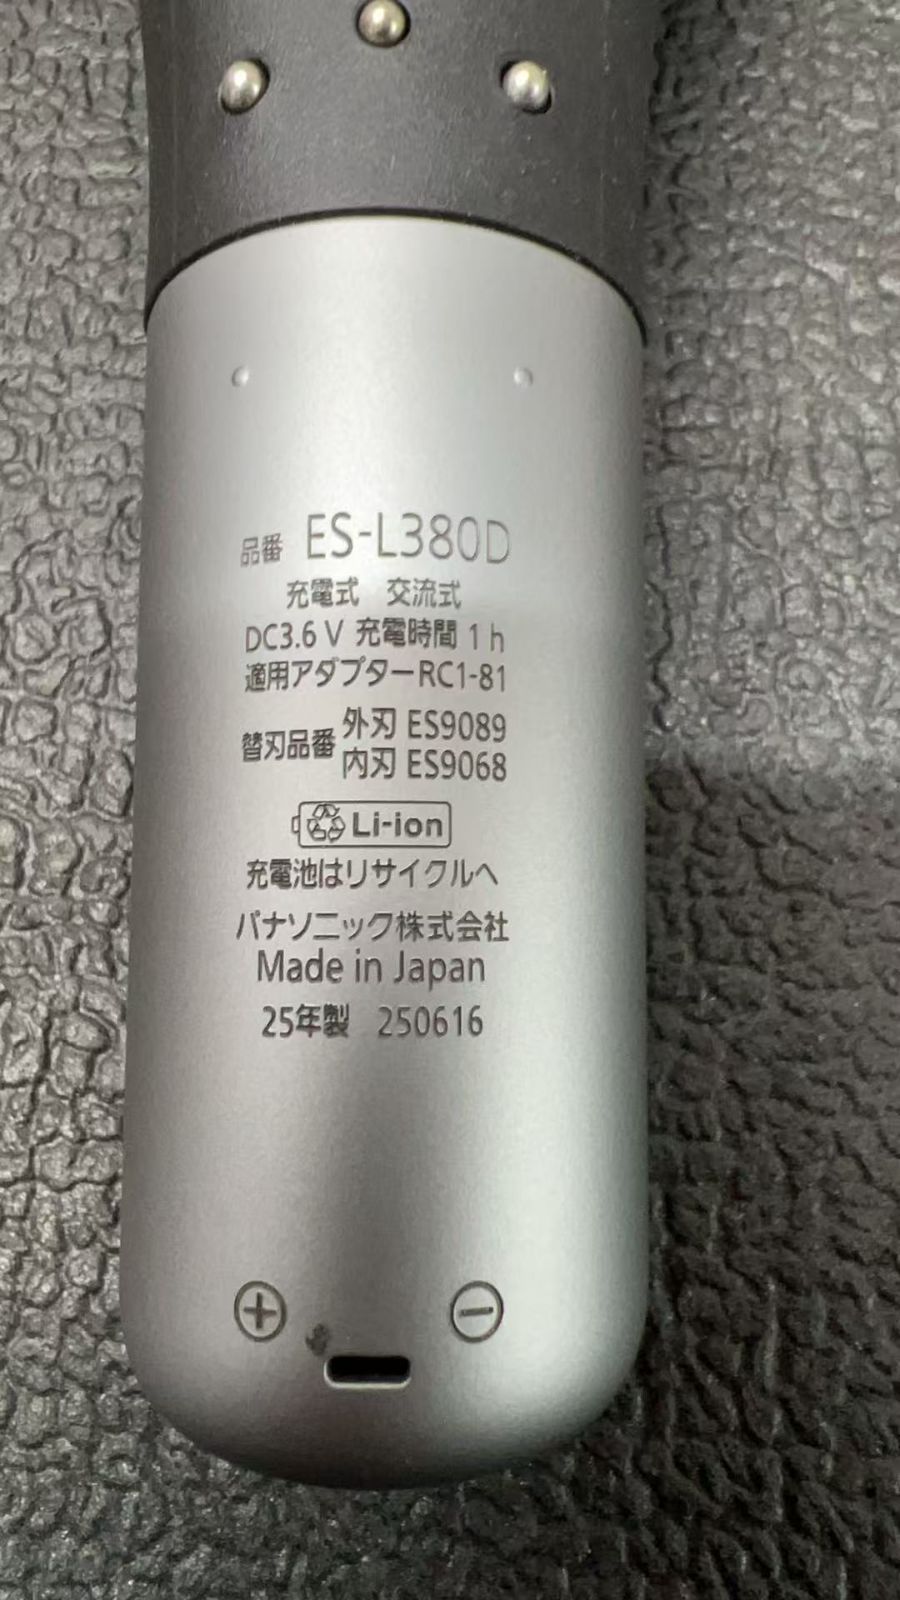 品番 ES-L380D
充電式 交流式
DC3.6 V 充電時間 1 h
適用アダプターRC1-81
替刃品番 外刃 ES9089
内刃 ES9068
Li-ion
充電池はリサイクルへ
パナソニック株式会社
Made in Japan
25年製 250616
+ −